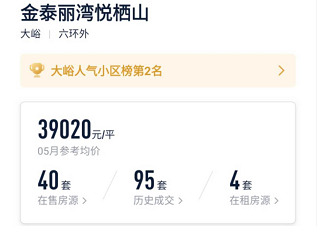 金泰丽湾悦栖山
大峪 | 六环外
大峪人气小区榜第2名
39020元/平
05月参考均价
40套 95套 4套
在售房源 历史成交 在租房源